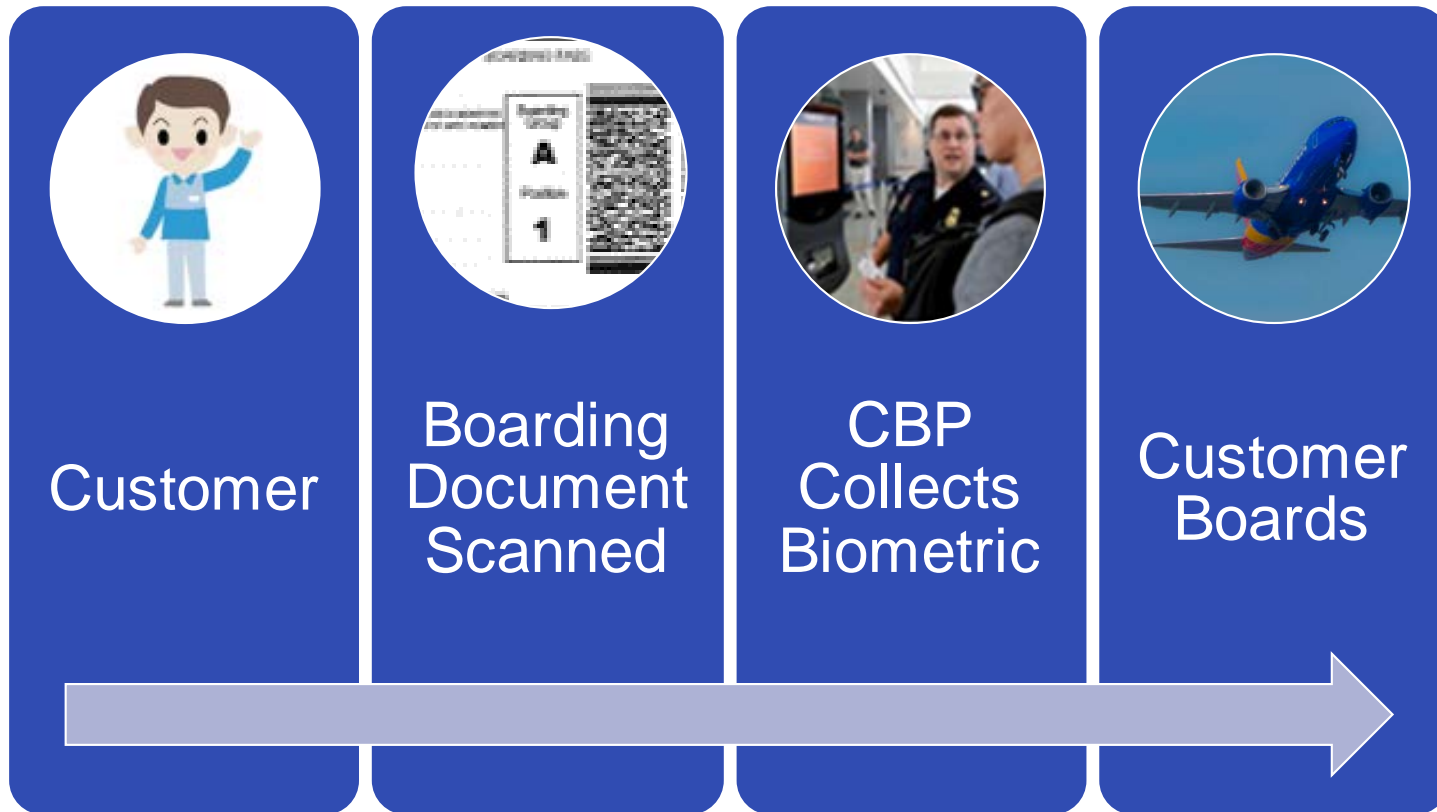 Customer
Boarding
Document
Scanned
A
1
CBP
Collects
Biometric
Customer
Boards